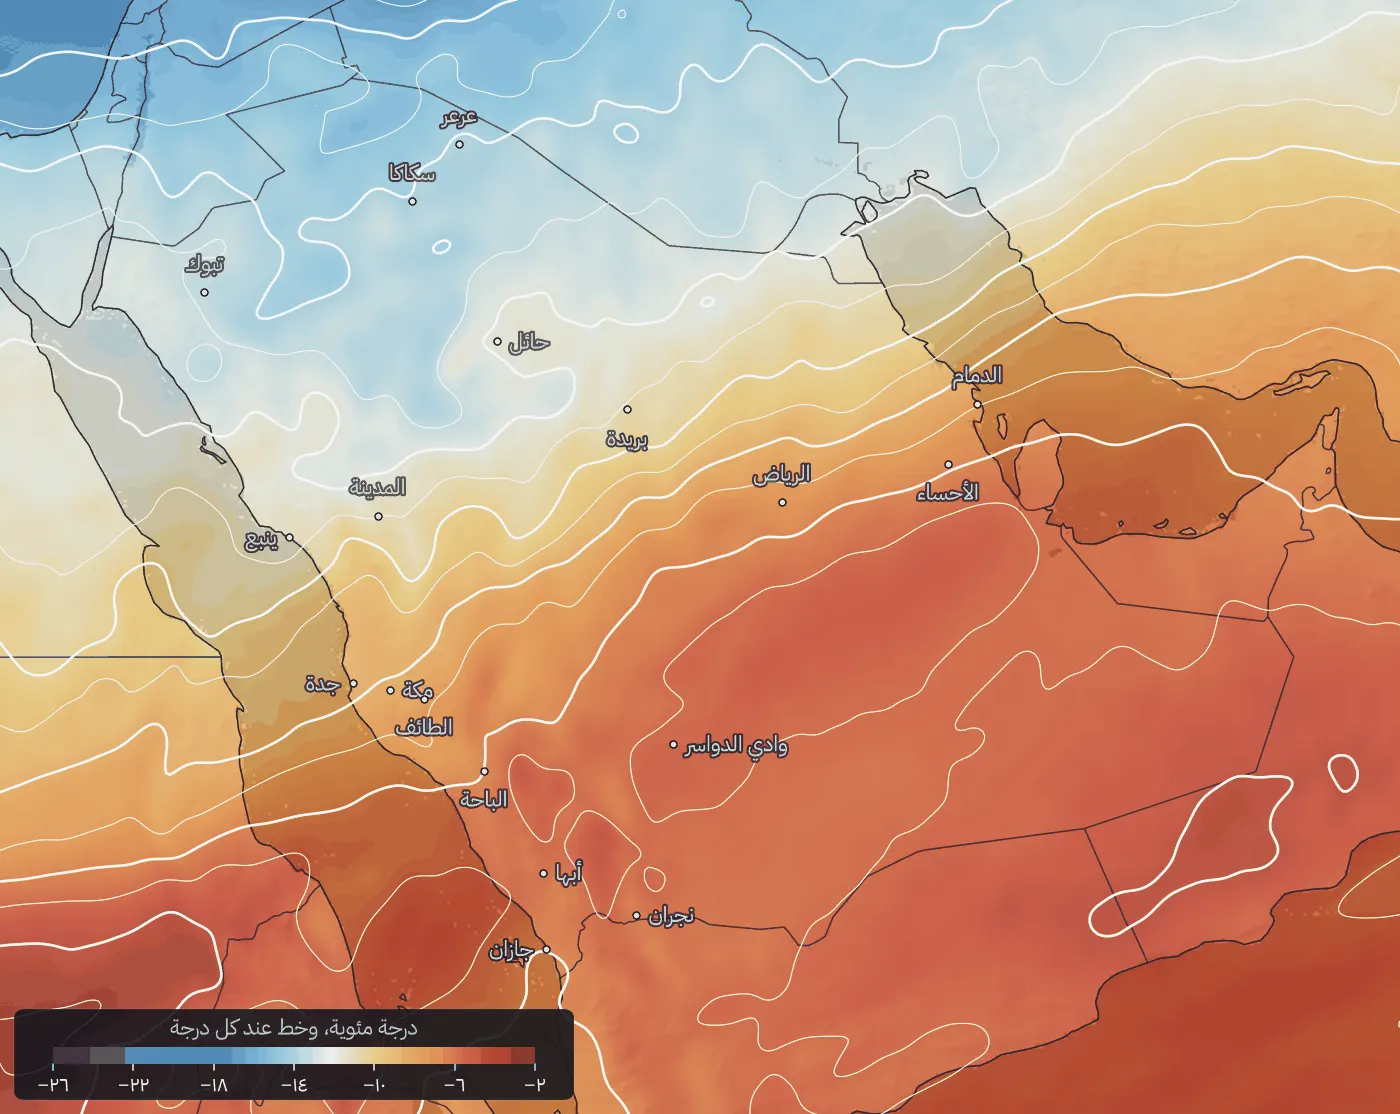 عرعر
سكاكا
تبوك
حائل
الدمام
بريدة
الرياض
الأحساء
المدينة
ينبع
جدة
مكة
الطائف
وادي الدواسر
الباحة
أبها
نجران
جازان
درجة مئوية، وخط عند كل درجة
−٢٦ −٢٢ −١٨ −١٤ −١٠ −٦ −٢